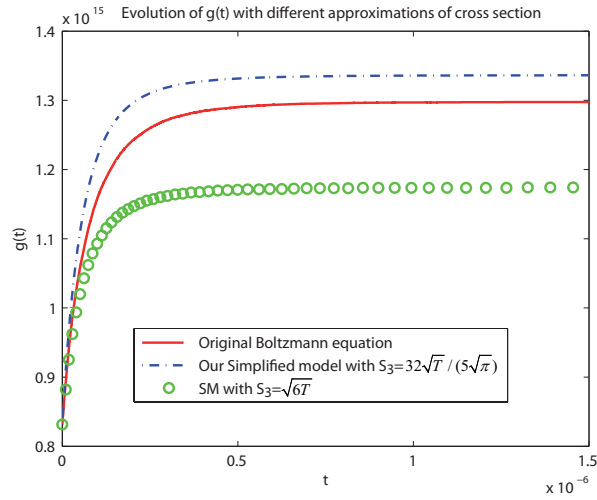 Evolution of g(t) with different approximations of cross section
x 10^15
1.4
1.3
1.2
1.1
1
0.9
0.8
g(t)
Original Boltzmann equation
Our Simplified model with S₃=32√T / (5√π)
SM with S₃=√6T
0
0.5
1
1.5
t
x 10^-6